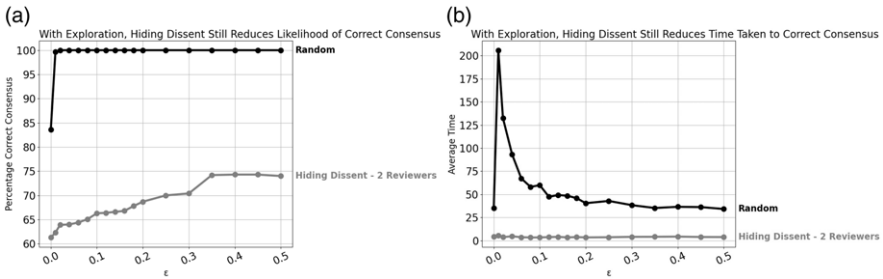 (a)
With Exploration, Hiding Dissent Still Reduces Likelihood of Correct Consensus
Percentage Correct Consensus
100
95
90
85
80
75
70
65
60
Random
Hiding Dissent - 2 Reviewers
0.0 0.1 0.2 0.3 0.4 0.5
ε
(b)
With Exploration, Hiding Dissent Still Reduces Time Taken to Correct Consensus
Average Time
200
175
150
125
100
75
50
25
0
Random
Hiding Dissent - 2 Reviewers
0.0 0.1 0.2 0.3 0.4 0.5
ε